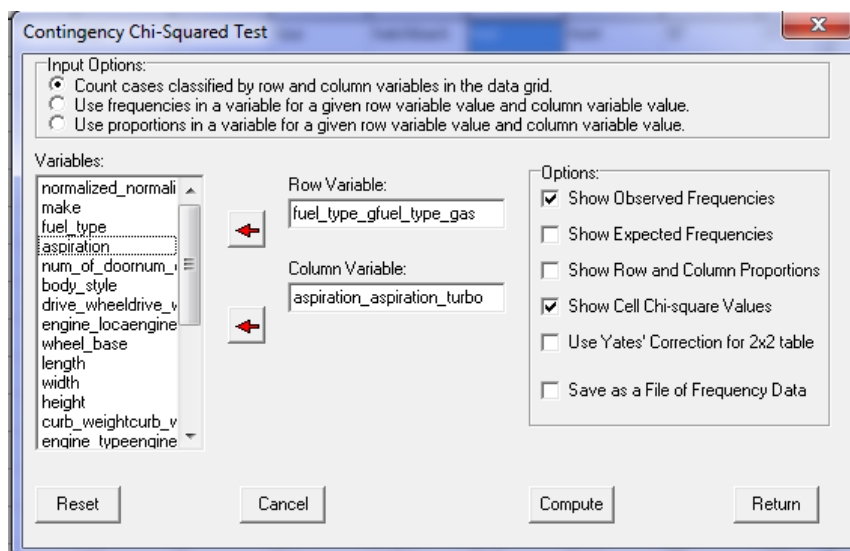 Contingency Chi-Squared Test
Input Options:
Count cases classified by row and column variables in the data grid.
Use frequencies in a variable for a given row variable value and column variable value.
Use proportions in a variable for a given row variable value and column variable value.
Variables:
normalized_normali
make
fuel_type
aspiration
num_of_doornum_
body_style
drive_wheeldrive_v
engine_locaengine
wheel_base
length
width
height
curb_weightcurb_v
engine_typeengine
Row Variable:
fuel_type_gfuel_type_gas
Column Variable:
aspiration_aspiration_turbo
Options:
Show Observed Frequencies
Show Expected Frequencies
Show Row and Column Proportions
Show Cell Chi-square Values
Use Yates' Correction for 2x2 table
Save as a File of Frequency Data
Reset
Cancel
Compute
Return